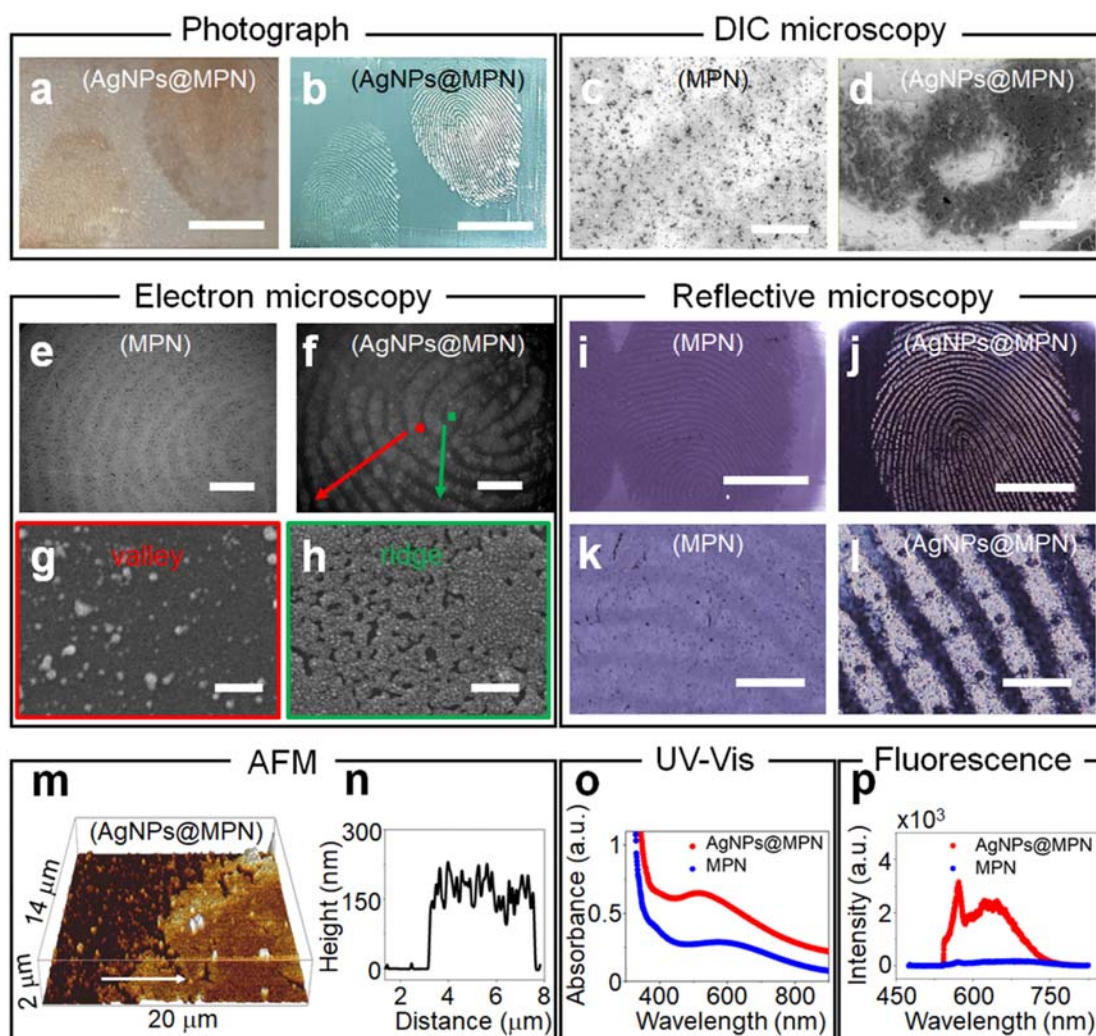 Photograph
DIC microscopy
a (AgNPs@MPN)
b (AgNPs@MPN)
c (MPN)
d (AgNPs@MPN)
Electron microscopy
Reflective microscopy
e (MPN)
f (AgNPs@MPN)
i (MPN)
j (AgNPs@MPN)
g valley
h ridge
k (MPN)
l (AgNPs@MPN)
AFM
UV-Vis
Fluorescence
m
(AgNPs@MPN)
14 μm
2 μm
20 μm
n
Height (nm)
300
150
0
2 4 6 8
Distance (μm)
o
Absorbance (a.u.)
1
0.5
0
AgNPs@MPN
MPN
400 600 800
Wavelength (nm)
p
x10³
Intensity (a.u.)
4
2
0
AgNPs@MPN
MPN
450 600 750
Wavelength (nm)